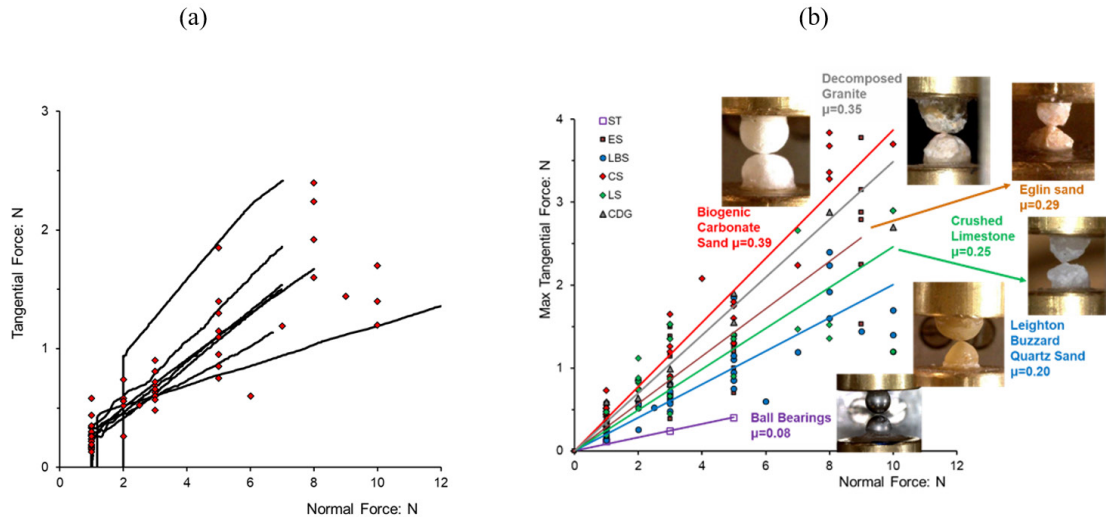 (a)
(b)
3
2
1
0
Tangential Force: N
0
2
4
6
8
10
12
Normal Force: N
4
3
2
1
0
Max Tangential Force: N
0
2
4
6
8
10
12
Normal Force: N
ST
ES
LBS
CS
LS
CDG
Decomposed
Granite
μ=0.35
Biogenic
Carbonate
Sand μ=0.39
Eglin sand
μ=0.29
Crushed
Limestone
μ=0.25
Leighton
Buzzard
Quartz Sand
μ=0.20
Ball Bearings
μ=0.08